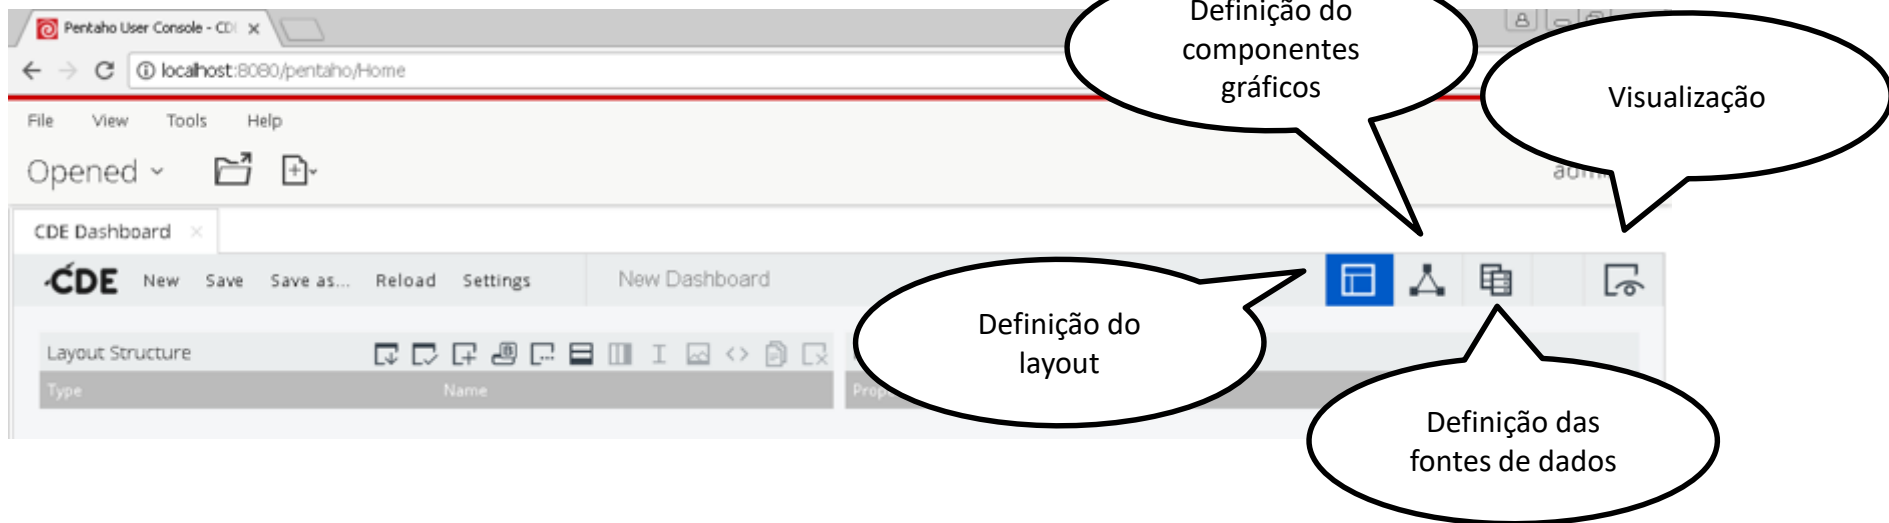 Pentaho User Console - CDE
Definição do
componentes
gráficos
localhost:8080/pentaho/Home
Visualização
File View Tools Help
Opened
CDE Dashboard
CDE New Save Save as... Reload Settings New Dashboard
Definição do
layout
Layout Structure
Type Name
Definição das
fontes de dados